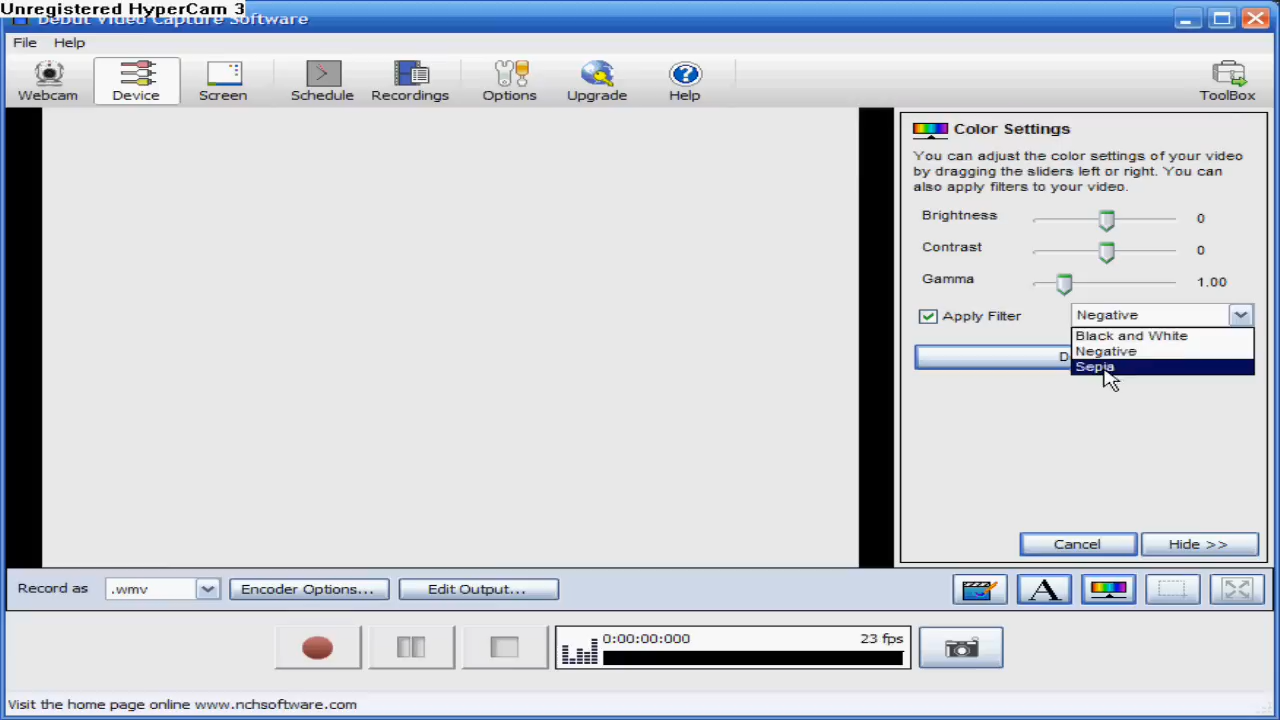 Unregistered HyperCam 3
Debut Video Capture Software
File Help
Webcam Device Screen Schedule Recordings Options Upgrade Help ToolBox
Color Settings
You can adjust the color settings of your video
by dragging the sliders left or right. You can
also apply filters to your video.
Brightness 0
Contrast 0
Gamma 1.00
Apply Filter Negative
Black and White
Negative
Sepia
Cancel Hide >>
Record as .wmv Encoder Options... Edit Output... A
0:00:00:000 23 fps
Visit the home page online www.nchsoftware.com